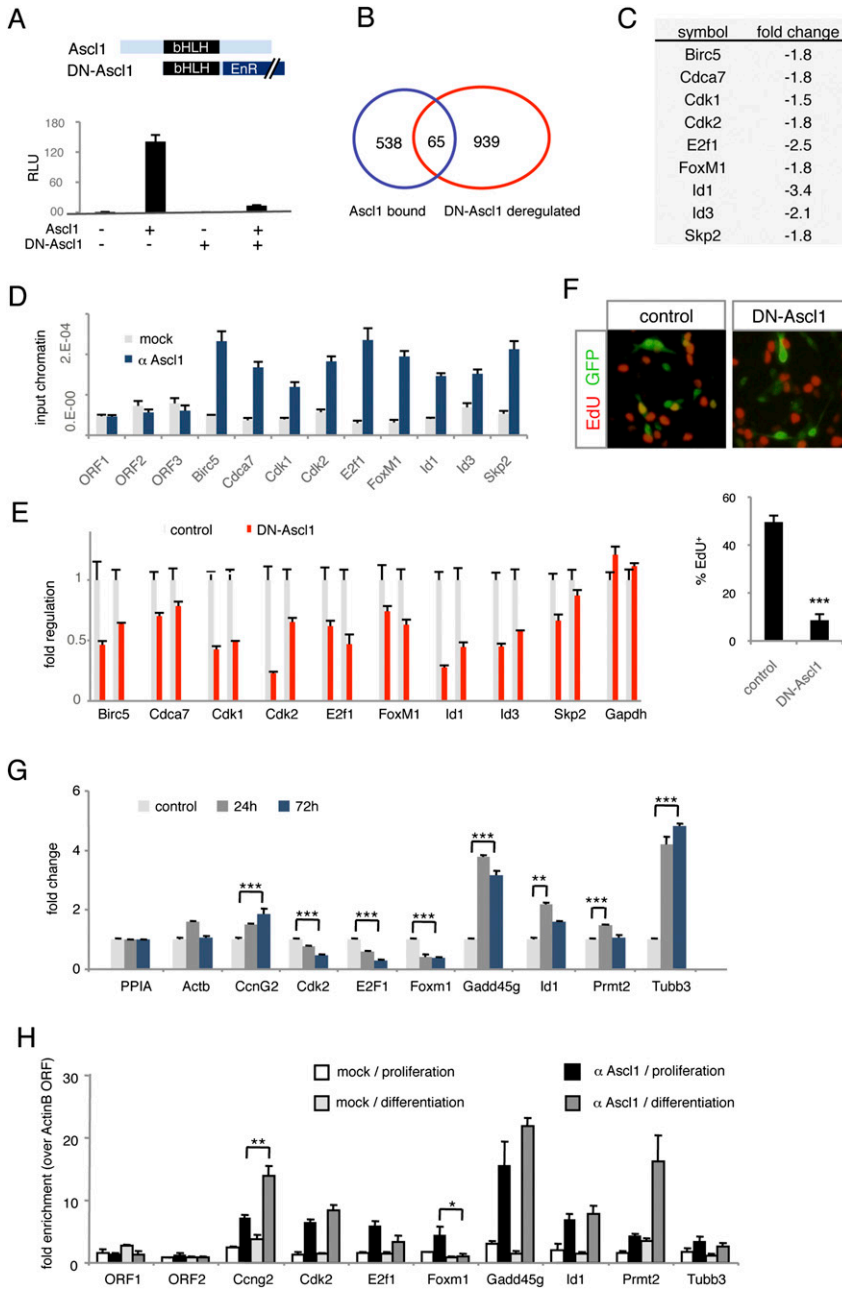 A
Ascl1 bHLH
DN-Ascl1 bHLH EnR
RLU
180
120
60
00
Ascl1 - + - +
DN-Ascl1 - - + +
B
538 65 939
Ascl1 bound DN-Ascl1 deregulated
C
symbol fold change
Birc5 -1.8
Cdca7 -1.8
Cdk1 -1.5
Cdk2 -1.8
E2f1 -2.5
FoxM1 -1.8
Id1 -3.4
Id3 -2.1
Skp2 -1.8
D
mock
α Ascl1
input chromatin
2.E-04
0.E-00
ORF1 ORF2 ORF3 Birc5 Cdca7 Cdk1 Cdk2 E2f1 FoxM1 Id1 Id3 Skp2
E
control DN-Ascl1
fold regulation
1
0.5
0
Birc5 Cdca7 Cdk1 Cdk2 E2f1 FoxM1 Id1 Id3 Skp2 Gapdh
F
control DN-Ascl1
EdU GFP
% EdU+
60
40
20
0
***
control DN-Ascl1
G
control 24h 72h
fold change
6
4
2
0
*** *** *** *** *** ** *** ***
PPIA Actb CcnG2 Cdk2 E2F1 Foxm1 Gadd45g Id1 Prmt2 Tubb3
H
mock / proliferation α Ascl1 / proliferation
mock / differentiation α Ascl1 / differentiation
fold enrichment (over ActinB ORF)
30
20
10
0
** *
ORF1 ORF2 Ccng2 Cdk2 E2f1 Foxm1 Gadd45g Id1 Prmt2 Tubb3